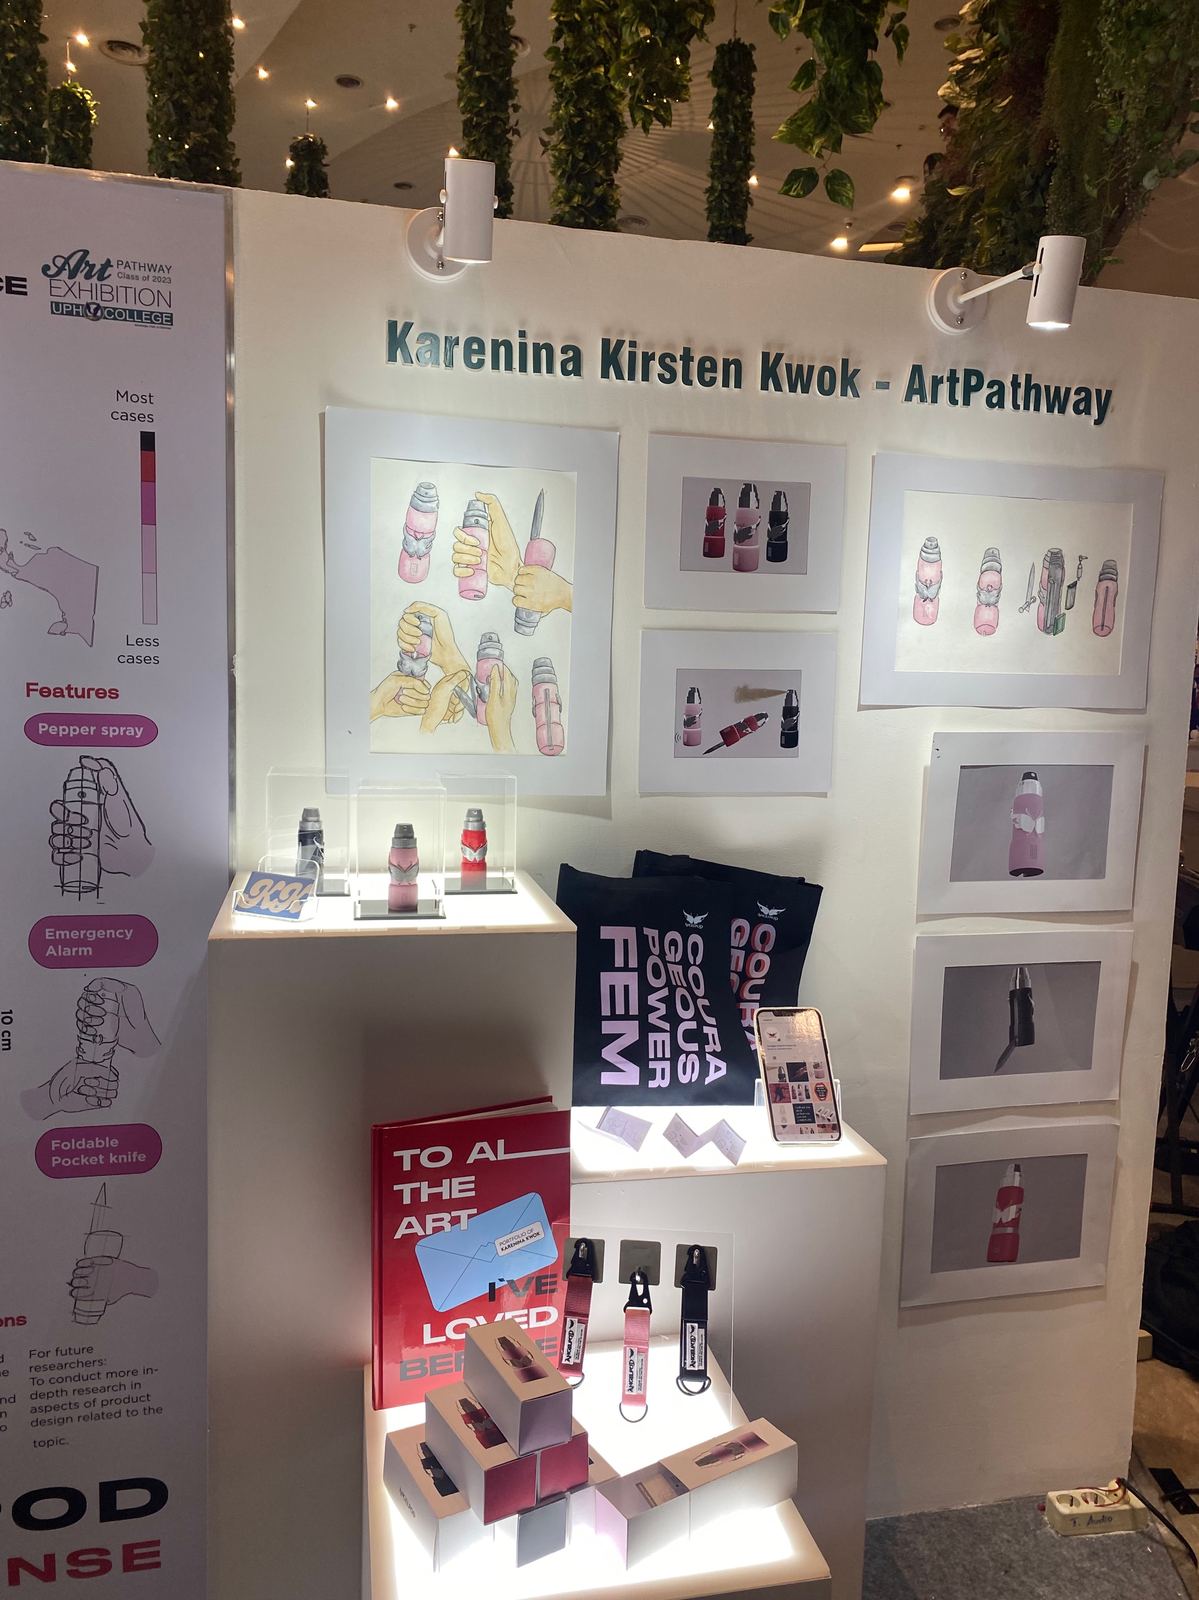 CE
Art PATHWAY
Class of 2023
EXHIBITION
UPH COLLEGE
Most
cases
Less
cases
Features
Pepper spray
Emergency
Alarm
10 cm
Foldable
Pocket knife
ons
For future
researchers:
To conduct more in-
depth research in
aspects of product
design related to the
topic.
POD
NSE
Karenina Kirsten Kwok - ArtPathway
KK
COURA
GEOUS
POWER
FEM
COURA
TO AL
THE
ART
PORTFOLIO OF
KARENINA KWOK
I'VE
LOVED
BEF
E
T. Audio